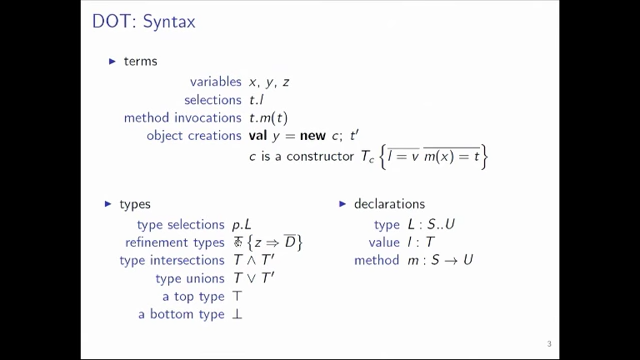 DOT: Syntax
▶ terms
variables x, y, z
selections t.l
method invocations t.m(t)
object creations val y = new c; t′
c is a constructor T_c { l = v m(x) = t }
▶ types
type selections p.L
refinement types T { z ⇒ D }
type intersections T ∧ T′
type unions T ∨ T′
a top type ⊤
a bottom type ⊥
▶ declarations
type L : S..U
value l : T
method m : S → U
3